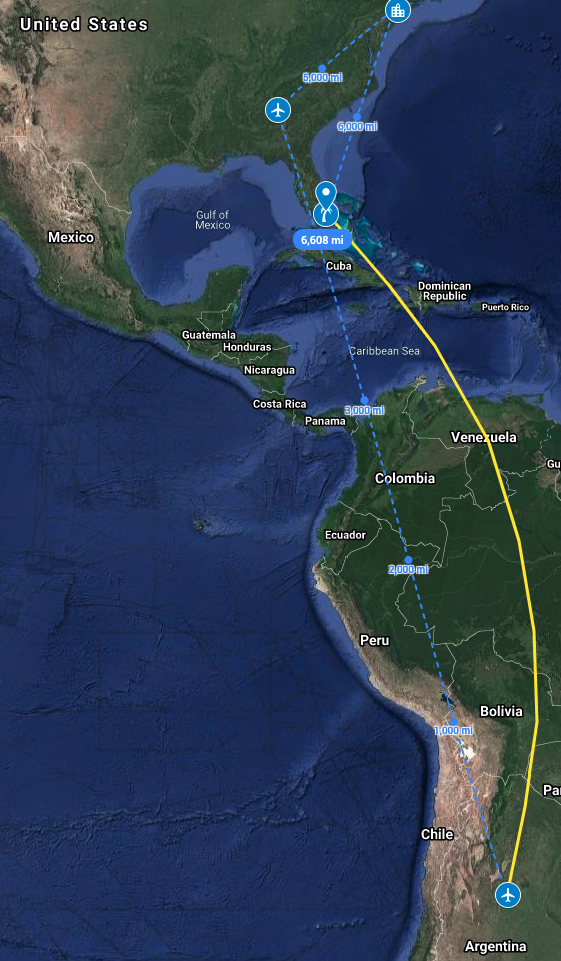 United States
5,000 mi
6,000 mi
Gulf of
Mexico
Mexico
6,608 mi
Cuba
Dominican
Republic
Puerto Rico
Guatemala
Honduras
Caribbean Sea
Nicaragua
Costa Rica
3,000 mi
Panama
Venezuela
Gu
Colombia
Ecuador
2,000 mi
Peru
Bolivia
1,000 mi
Pa
Chile
Argentina